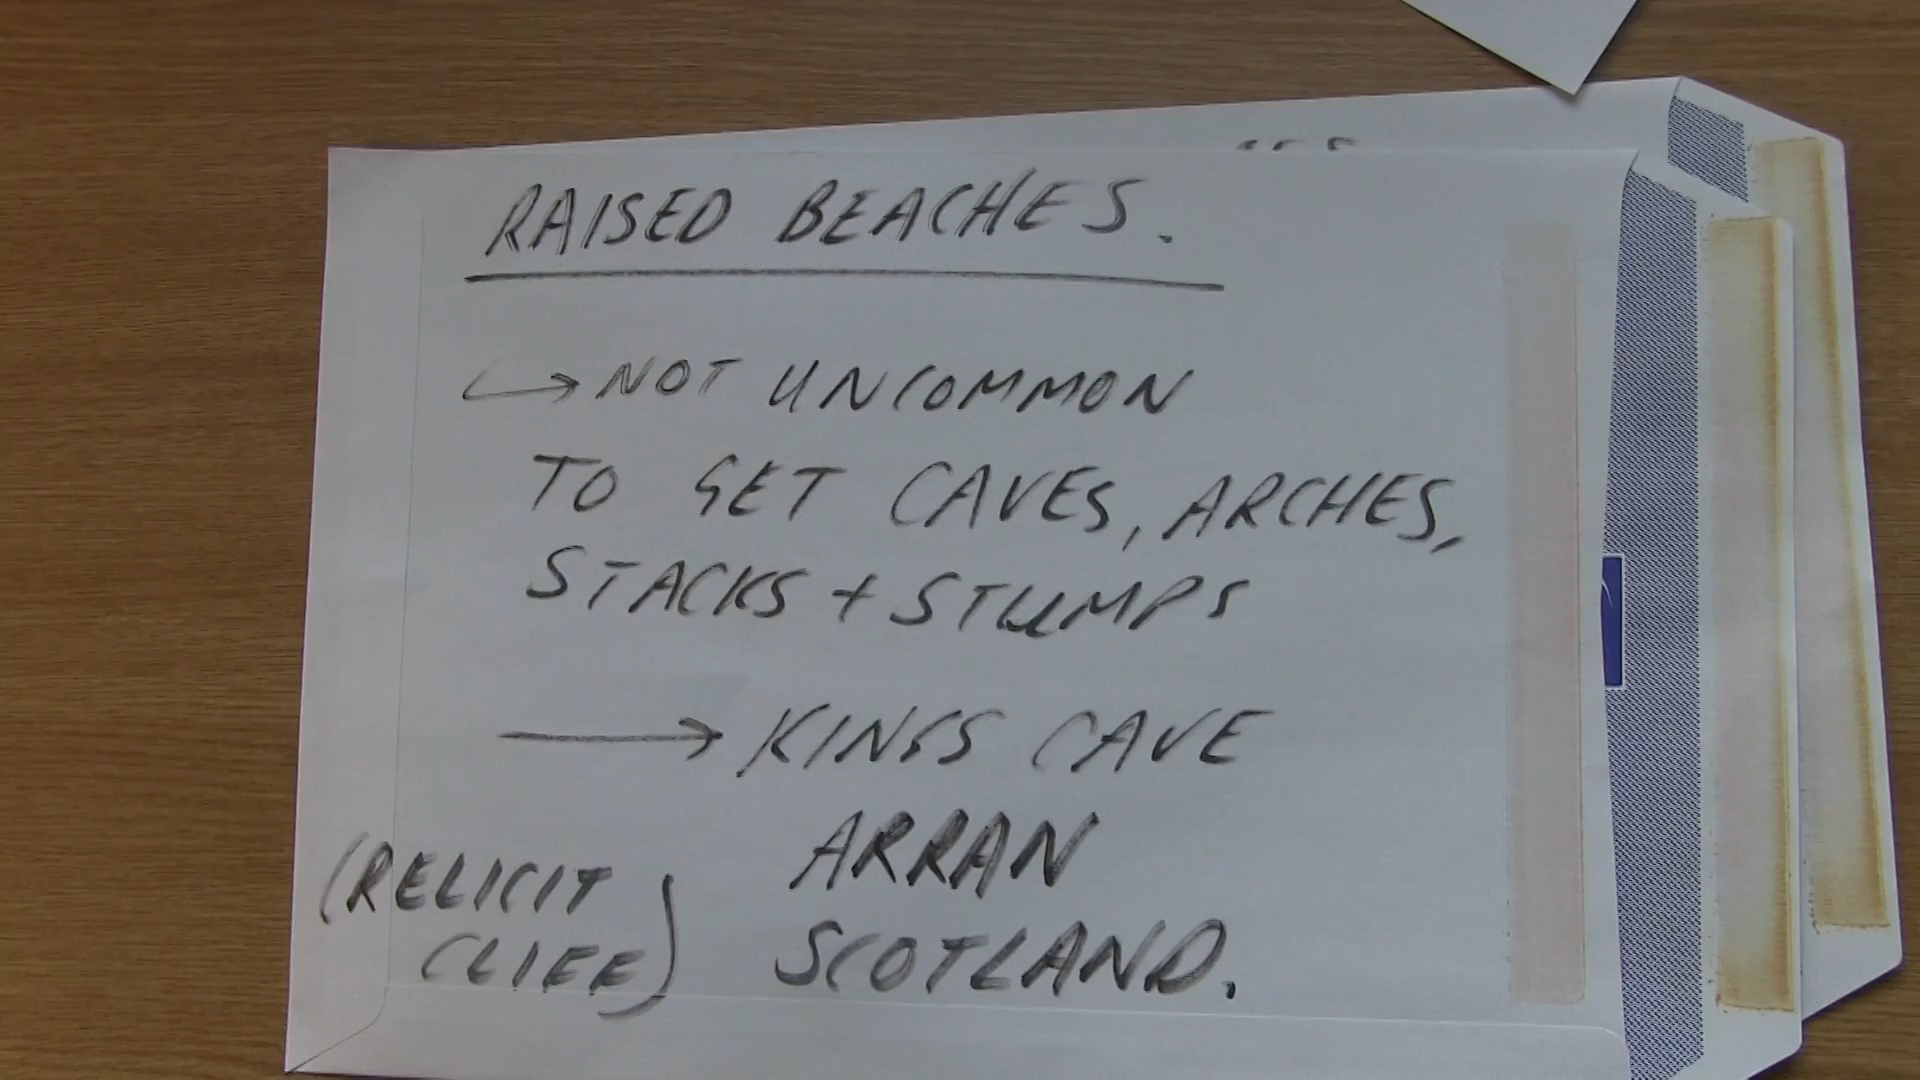 RAISED BEACHES.
↳ NOT UNCOMMON
TO GET CAVES, ARCHES,
STACKS + STUMPS
→ KINGS CAVE
ARRAN
SCOTLAND.
(RELICIT
CLIFF)